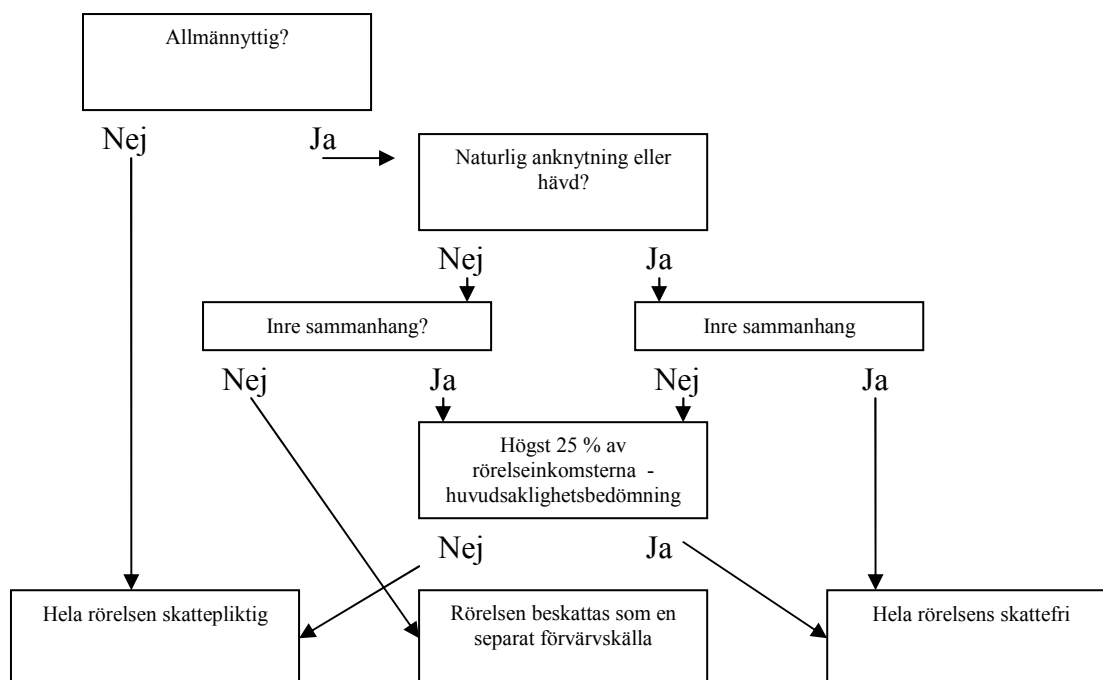 Allmännyttig?
Nej
Ja
Naturlig anknytning eller
hävd?
Nej
Ja
Inre sammanhang?
Inre sammanhang
Nej
Ja
Nej
Ja
Högst 25 % av
rörelseinkomsterna -
huvudsaklighetsbedömning
Nej
Ja
Hela rörelsen skattepliktig
Rörelsen beskattas som en
separat förvärvskälla
Hela rörelsens skattefri